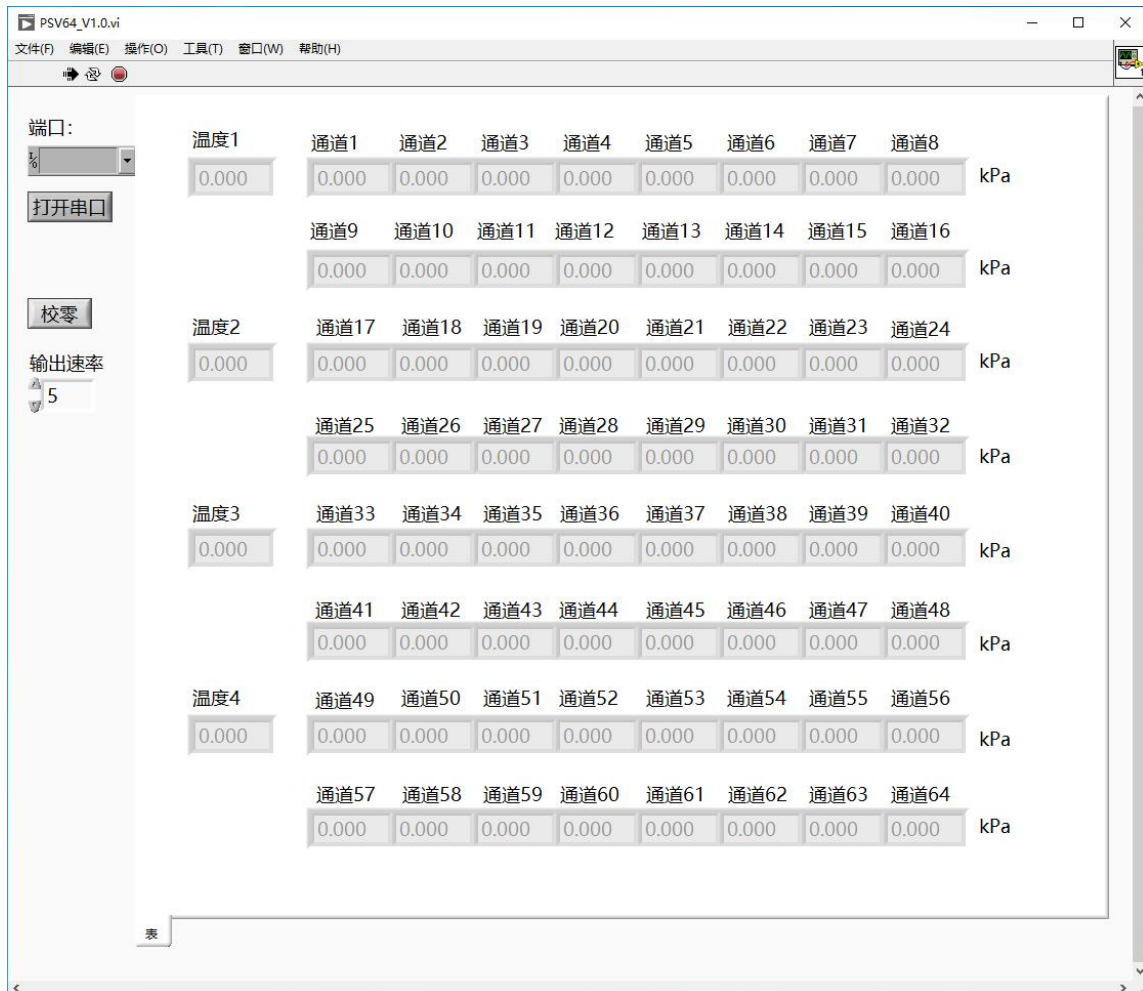 PSV64_V1.0.vi
文件(F) 编辑(E) 操作(O) 工具(T) 窗口(W) 帮助(H)
端口:
打开串口
校零
输出速率
5
温度1 通道1 通道2 通道3 通道4 通道5 通道6 通道7 通道8
0.000 0.000 0.000 0.000 0.000 0.000 0.000 0.000 0.000 kPa
通道9 通道10 通道11 通道12 通道13 通道14 通道15 通道16
0.000 0.000 0.000 0.000 0.000 0.000 0.000 0.000 kPa
温度2 通道17 通道18 通道19 通道20 通道21 通道22 通道23 通道24
0.000 0.000 0.000 0.000 0.000 0.000 0.000 0.000 0.000 kPa
通道25 通道26 通道27 通道28 通道29 通道30 通道31 通道32
0.000 0.000 0.000 0.000 0.000 0.000 0.000 0.000 kPa
温度3 通道33 通道34 通道35 通道36 通道37 通道38 通道39 通道40
0.000 0.000 0.000 0.000 0.000 0.000 0.000 0.000 0.000 kPa
通道41 通道42 通道43 通道44 通道45 通道46 通道47 通道48
0.000 0.000 0.000 0.000 0.000 0.000 0.000 0.000 kPa
温度4 通道49 通道50 通道51 通道52 通道53 通道54 通道55 通道56
0.000 0.000 0.000 0.000 0.000 0.000 0.000 0.000 0.000 kPa
通道57 通道58 通道59 通道60 通道61 通道62 通道63 通道64
0.000 0.000 0.000 0.000 0.000 0.000 0.000 0.000 kPa
表